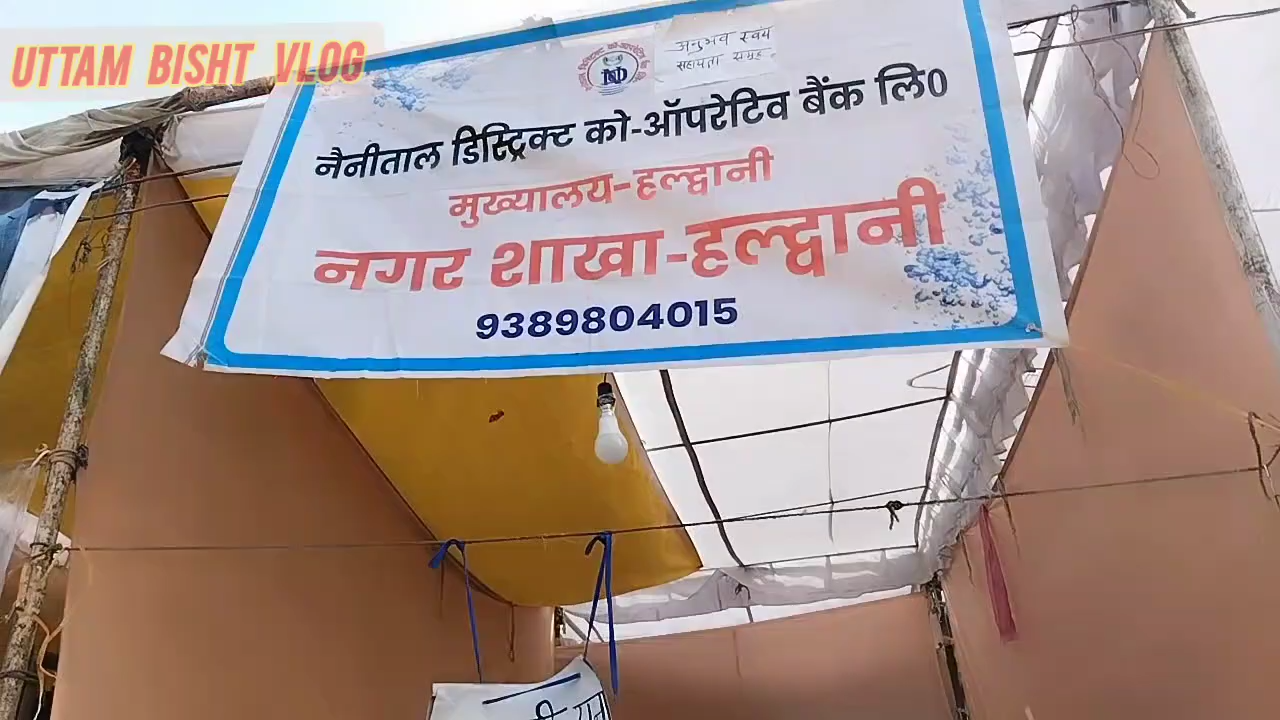 UTTAM BISHT VLOG
अनुभव स्वयं
सहायता समूह
नैनीताल डिस्ट्रिक्ट को-ऑपरेटिव बैंक लि0
मुख्यालय-हल्द्वानी
नगर शाखा-हल्द्वानी
9389804015